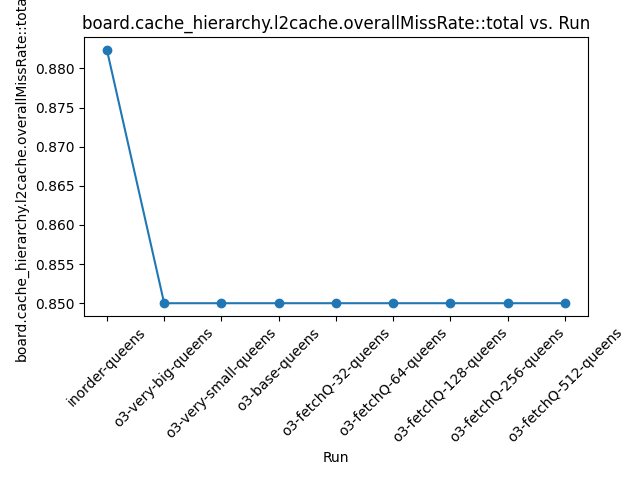 board.cache_hierarchy.l2cache.overallMissRate::total vs. Run
board.cache_hierarchy.l2cache.overallMissRate::tota
0.880
0.875
0.870
0.865
0.860
0.855
0.850
inorder-queens
o3-very-big-queens
o3-very-small-queens
o3-base-queens
o3-fetchQ-32-queens
o3-fetchQ-64-queens
o3-fetchQ-128-queens
o3-fetchQ-256-queens
o3-fetchQ-512-queens
Run